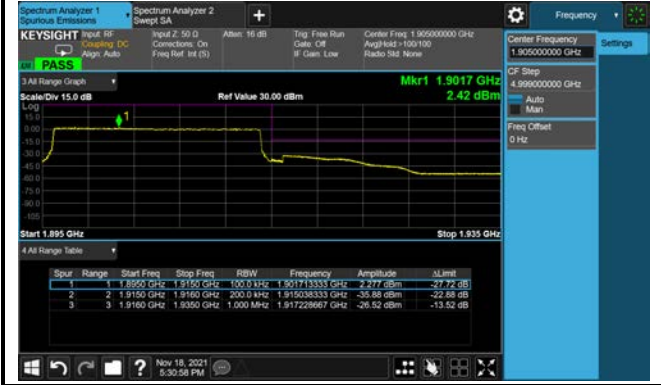 Spectrum Analyzer 1
Spurious Emissions
Spectrum Analyzer 2
Swept SA
+
Frequency
KEYSIGHT
Input: RF
Coupling: DC
Align: Auto
Input Z: 50 Ω
Corrections: On
Freq Ref: Int (S)
Atten: 16 dB
Trig: Free Run
Gate: Off
IF Gain: Low
Center Freq: 1.905000000 GHz
Avg|Hold:>100/100
Radio Std: None
PASS
Center Frequency
1.905000000 GHz
Settings
CF Step
4.999000000 GHz
Auto
Man
Freq Offset
0 Hz
3 All Range Graph
Mkr1 1.9017 GHz
Scale/Div 15.0 dB
Ref Value 30.00 dBm
2.42 dBm
Log
15.0
0.00
-15.0
-30.0
-45.0
-60.0
-75.0
-90.0
-105
1
Start 1.895 GHz
Stop 1.935 GHz
4 All Range Table
Spur Range Start Freq Stop Freq RBW Frequency Amplitude ΔLimit
1 1 1.8950 GHz 1.9150 GHz 100.0 kHz 1.901713333 GHz 2.277 dBm -27.72 dB
2 2 1.9150 GHz 1.9160 GHz 200.0 kHz 1.915038333 GHz -35.88 dBm -22.88 dB
3 3 1.9160 GHz 1.9350 GHz 1.000 MHz 1.917228667 GHz -26.52 dBm -13.52 dB
?
Nov 18, 2021
5:30:58 PM